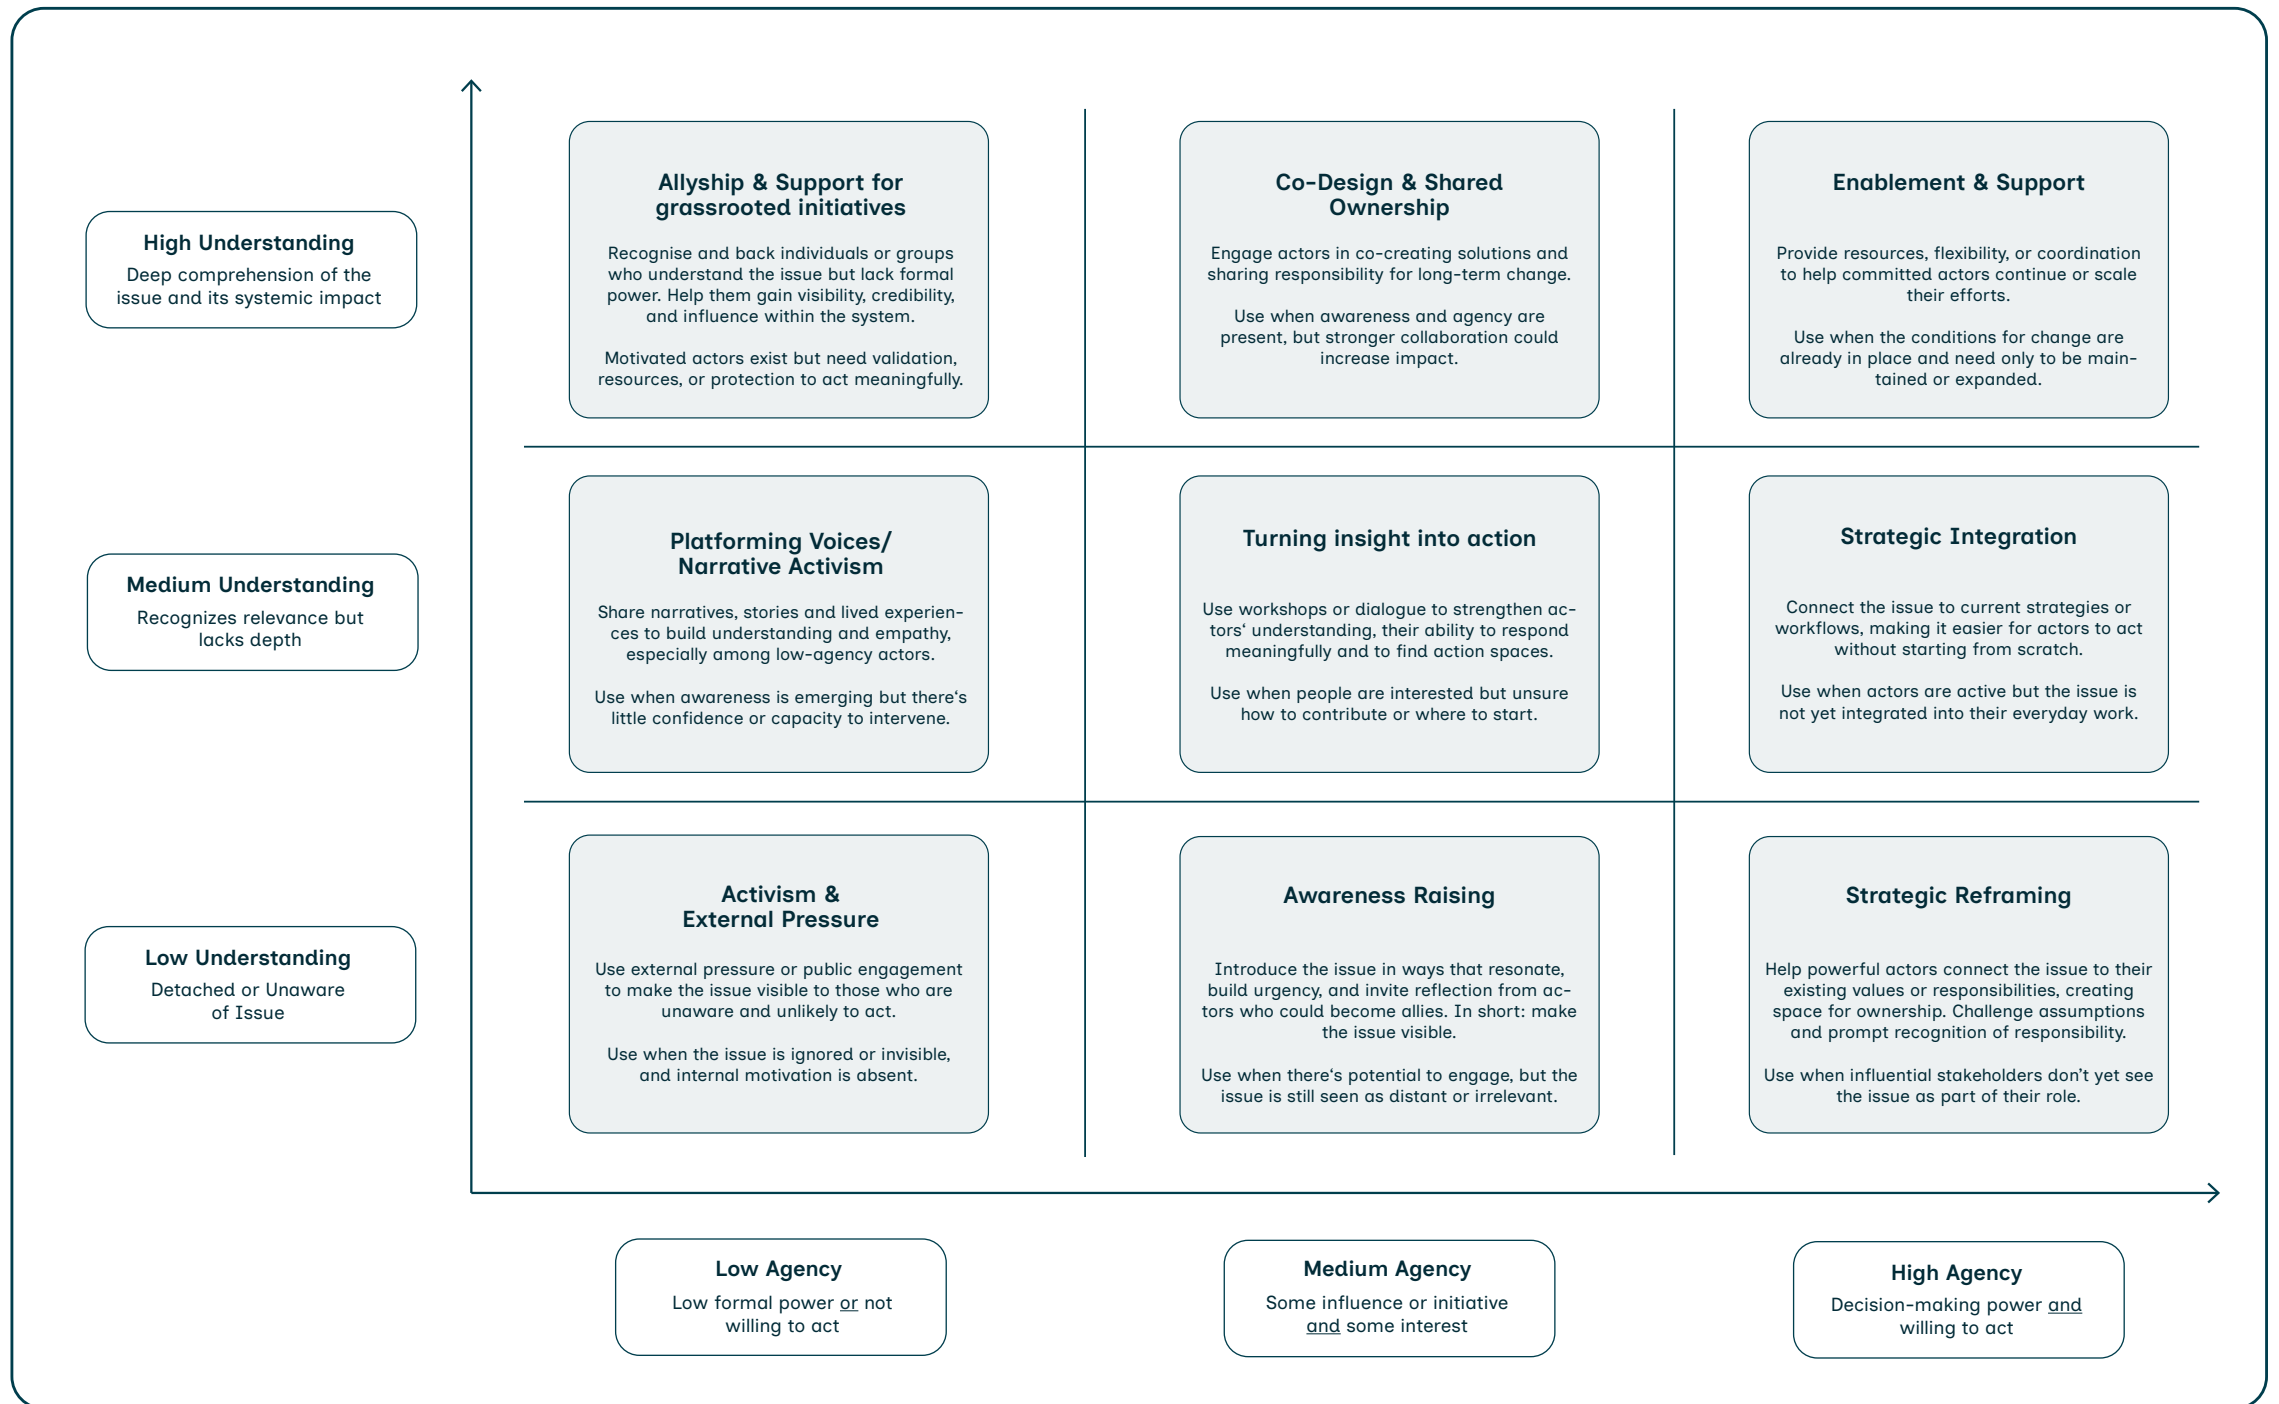 High Understanding
Deep comprehension of the
issue and its systemic impact
Allyship & Support for
grassrooted initiatives
Recognise and back individuals or groups
who understand the issue but lack formal
power. Help them gain visibility, credibility,
and influence within the system.
Motivated actors exist but need validation,
resources, or protection to act meaningfully.
Co-Design & Shared
Ownership
Engage actors in co-creating solutions and
sharing responsibility for long-term change.
Use when awareness and agency are
present, but stronger collaboration could
increase impact.
Enablement & Support
Provide resources, flexibility, or coordination
to help committed actors continue or scale
their efforts.
Use when the conditions for change are
already in place and need only to be main-
tained or expanded.
Medium Understanding
Recognizes relevance but
lacks depth
Platforming Voices/
Narrative Activism
Share narratives, stories and lived experien-
ces to build understanding and empathy,
especially among low-agency actors.
Use when awareness is emerging but there‘s
little confidence or capacity to intervene.
Turning insight into action
Use workshops or dialogue to strengthen ac-
tors‘ understanding, their ability to respond
meaningfully and to find action spaces.
Use when people are interested but unsure
how to contribute or where to start.
Strategic Integration
Connect the issue to current strategies or
workflows, making it easier for actors to act
without starting from scratch.
Use when actors are active but the issue is
not yet integrated into their everyday work.
Low Understanding
Detached or Unaware
of Issue
Activism &
External Pressure
Use external pressure or public engagement
to make the issue visible to those who are
unaware and unlikely to act.
Use when the issue is ignored or invisible,
and internal motivation is absent.
Awareness Raising
Introduce the issue in ways that resonate,
build urgency, and invite reflection from ac-
tors who could become allies. In short: make
the issue visible.
Use when there‘s potential to engage, but the
issue is still seen as distant or irrelevant.
Strategic Reframing
Help powerful actors connect the issue to their
existing values or responsibilities, creating
space for ownership. Challenge assumptions
and prompt recognition of responsibility.
Use when influential stakeholders don’t yet see
the issue as part of their role.
Low Agency
Low formal power or not
willing to act
Medium Agency
Some influence or initiative
and some interest
High Agency
Decision-making power and
willing to act